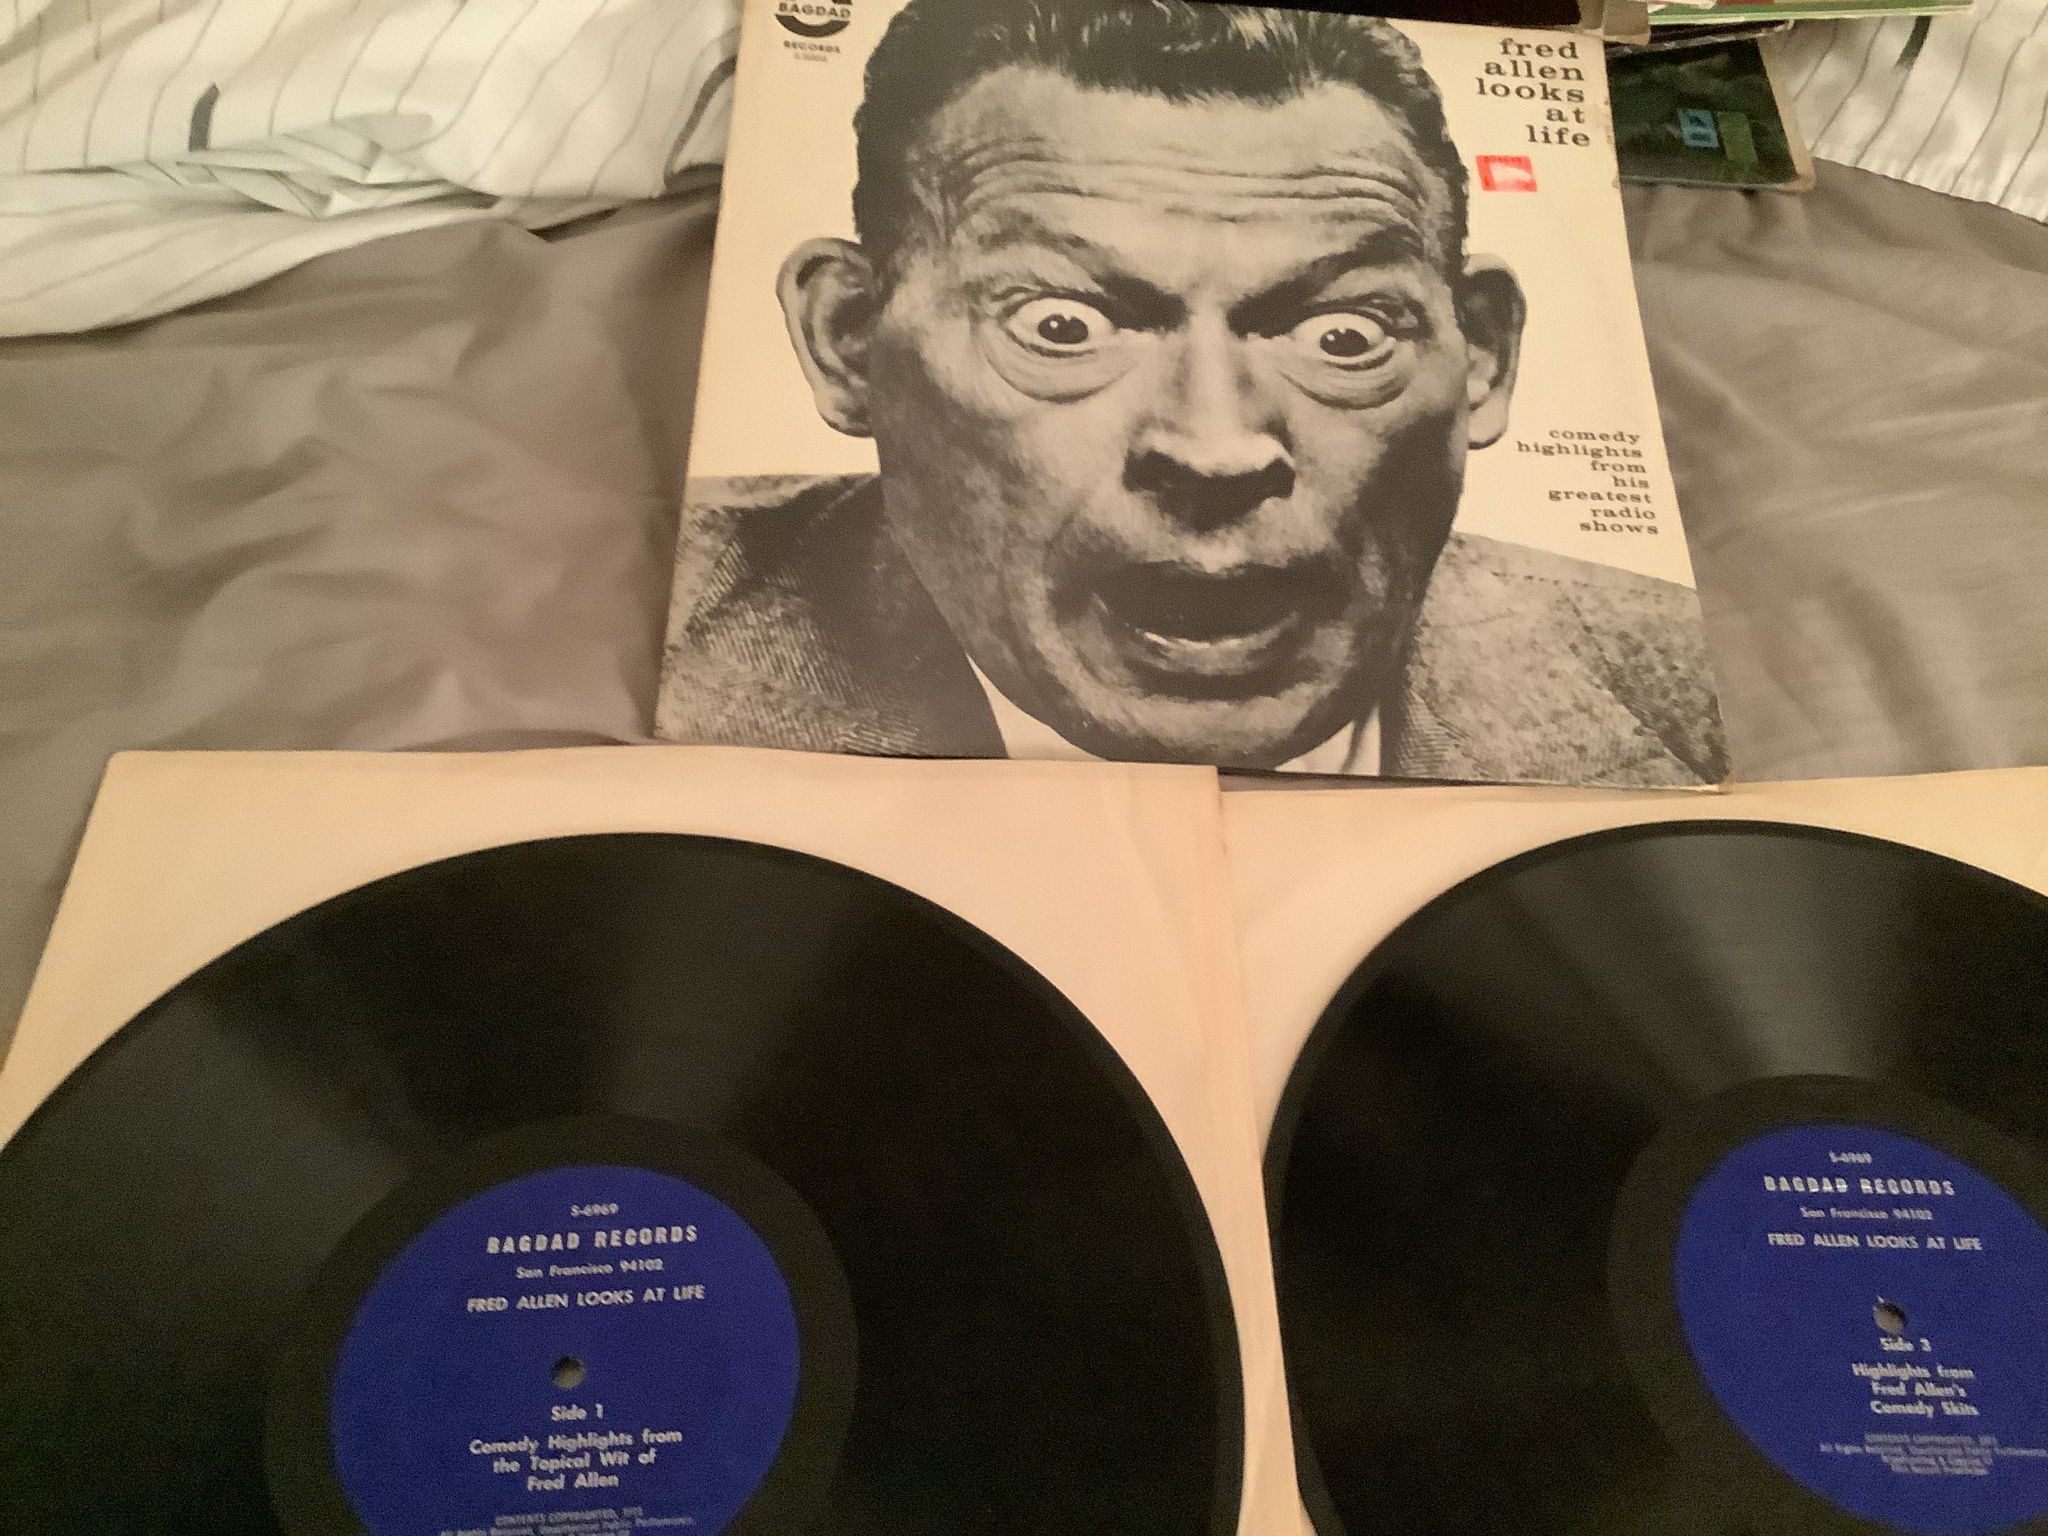 BAGDAD
RECORDS
fred
allen
looks
at
life
comedy
highlights
from
his
greatest
radio
shows
S-6969
BAGDAD RECORDS
San Francisco 94102
FRED ALLEN LOOKS AT LIFE
Side 1
Comedy Highlights from
the Topical Wit of
Fred Allen
S-6969
BAGDAD RECORDS
San Francisco 94102
FRED ALLEN LOOKS AT LIFE
Side 3
Highlights from
Fred Allen's
Comedy Skits